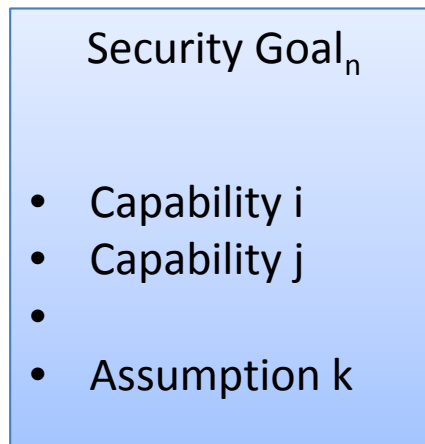 Security Goalₙ
• Capability i
• Capability j
•
• Assumption k